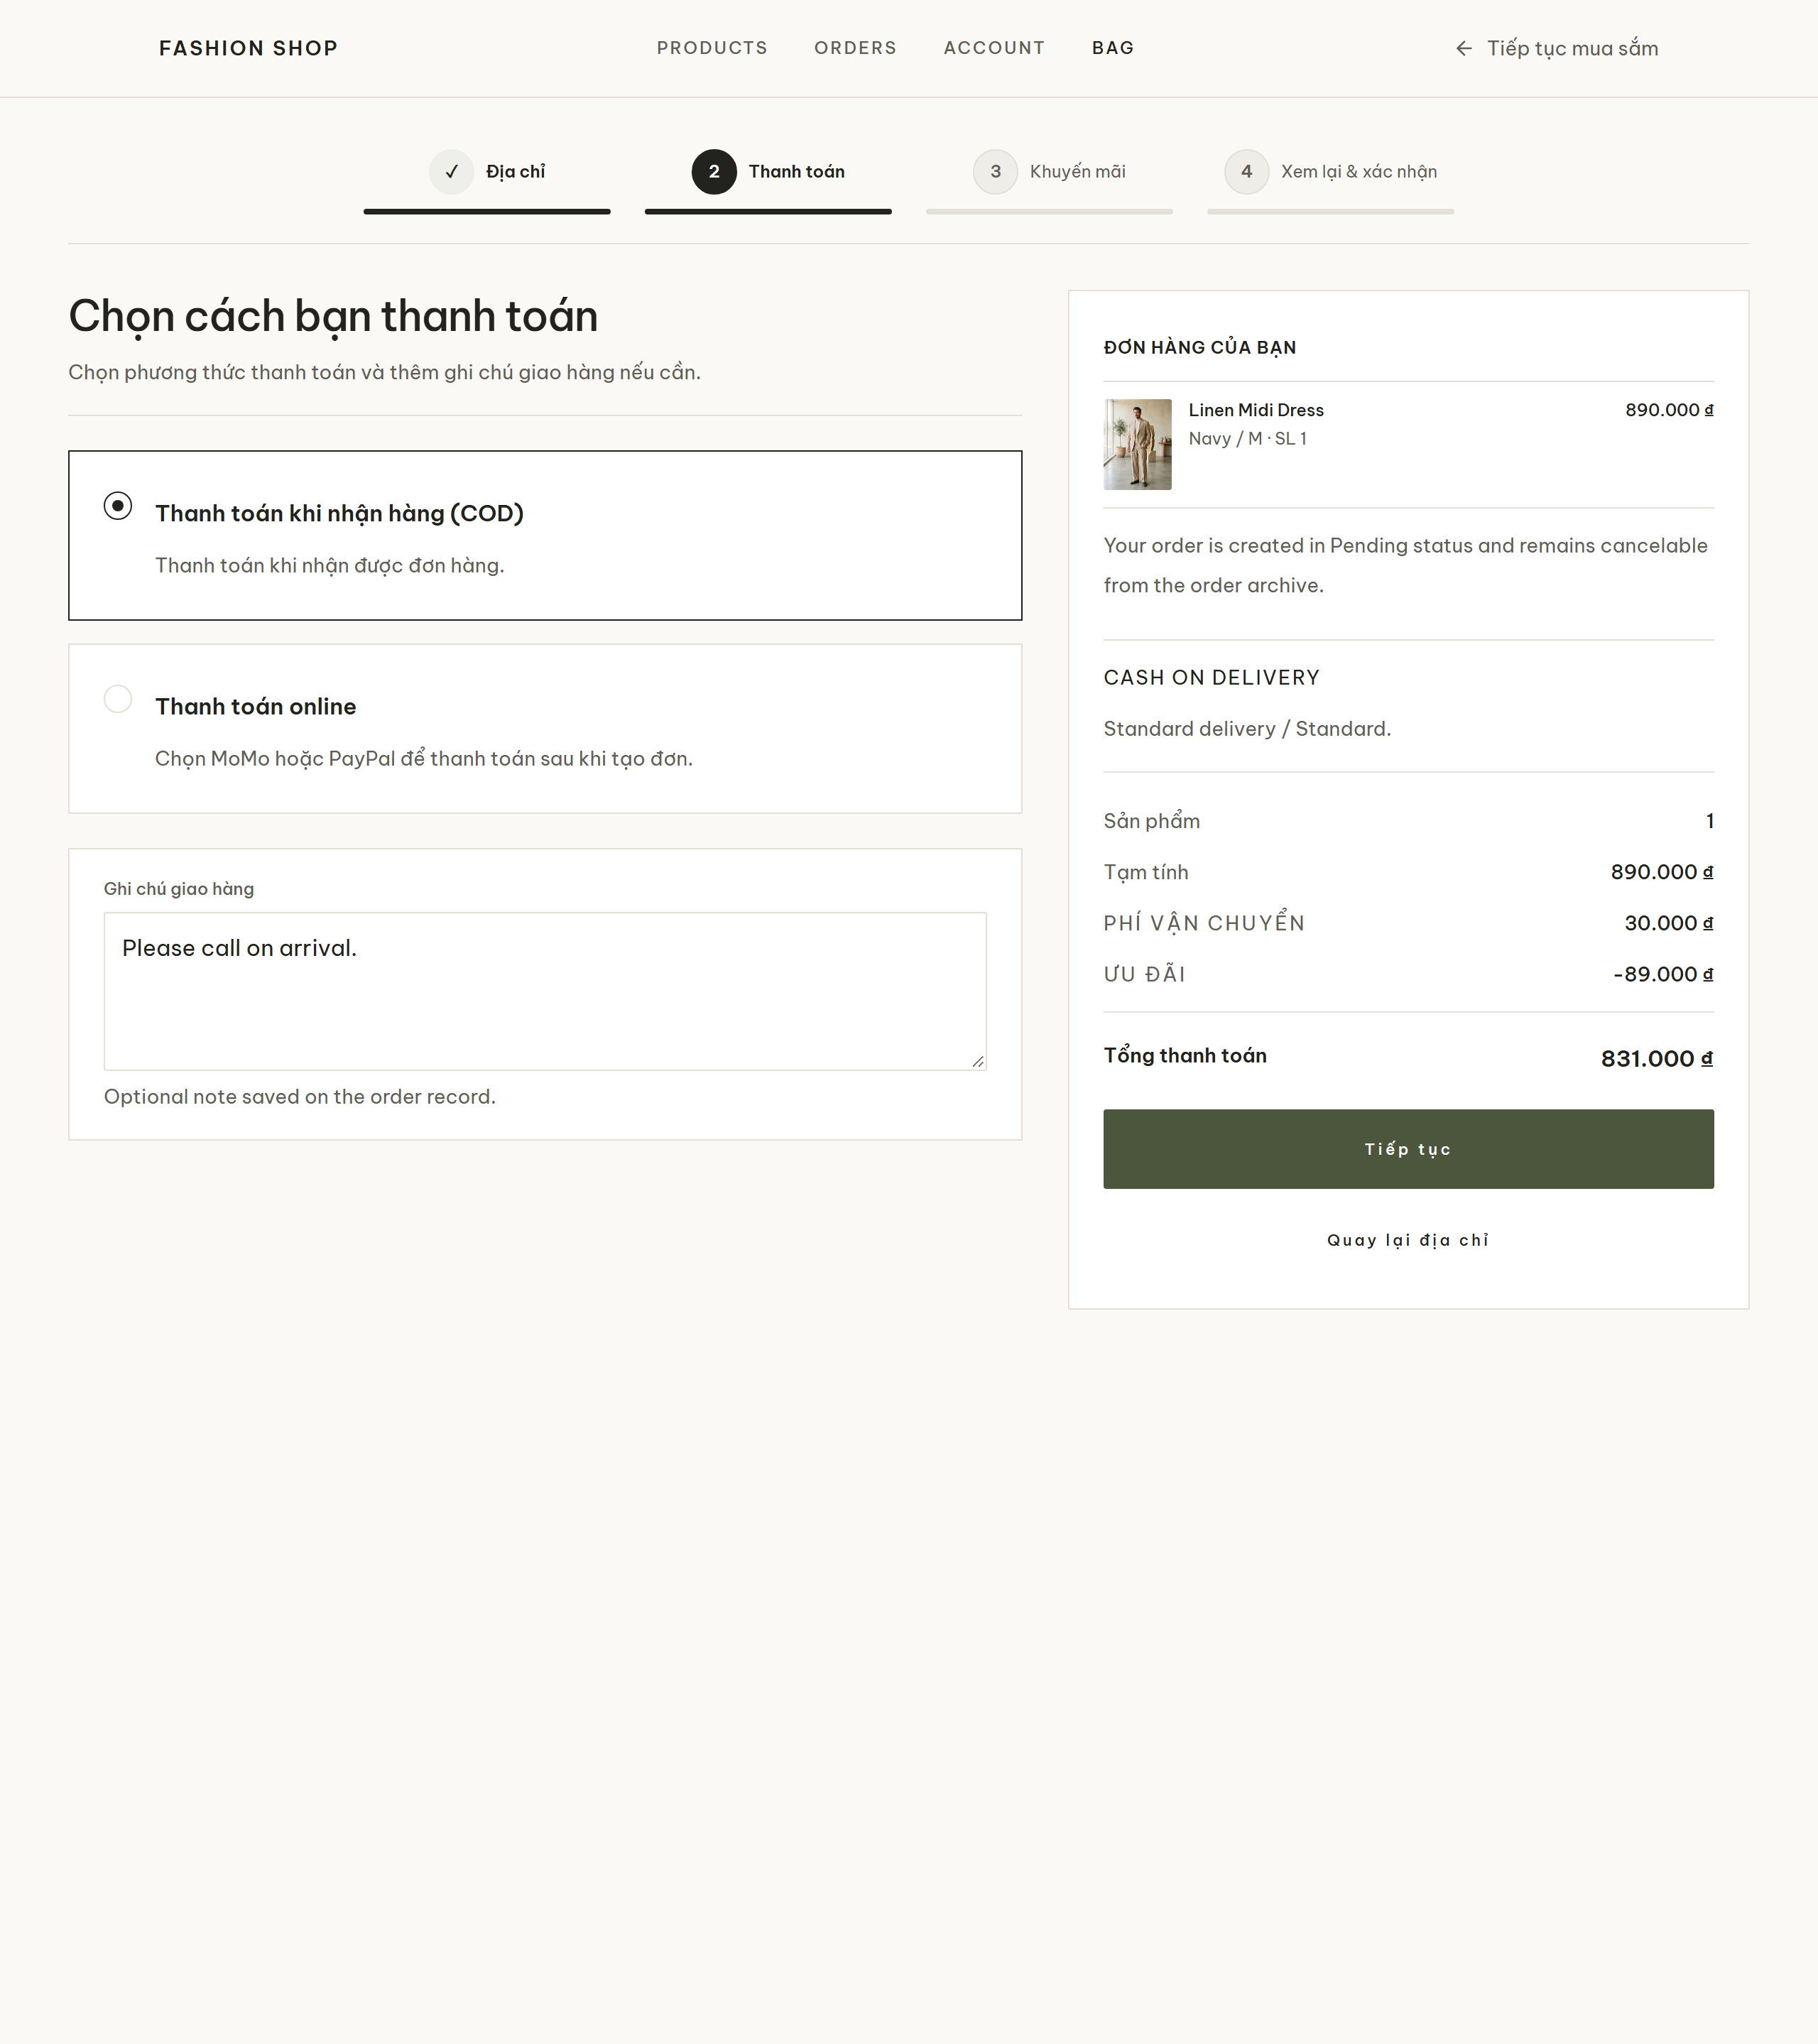 FASHION SHOP
PRODUCTS ORDERS ACCOUNT BAG
← Tiếp tục mua sắm
✓ Địa chỉ
2 Thanh toán
3 Khuyến mãi
4 Xem lại & xác nhận
Chọn cách bạn thanh toán
Chọn phương thức thanh toán và thêm ghi chú giao hàng nếu cần.
Thanh toán khi nhận hàng (COD)
Thanh toán khi nhận được đơn hàng.
Thanh toán online
Chọn MoMo hoặc PayPal để thanh toán sau khi tạo đơn.
Ghi chú giao hàng
Please call on arrival.
Optional note saved on the order record.
ĐƠN HÀNG CỦA BẠN
Linen Midi Dress 890.000 ₫
Navy / M · SL 1
Your order is created in Pending status and remains cancelable
from the order archive.
CASH ON DELIVERY
Standard delivery / Standard.
Sản phẩm 1
Tạm tính 890.000 ₫
PHÍ VẬN CHUYỂN 30.000 ₫
ƯU ĐÃI -89.000 ₫
Tổng thanh toán 831.000 ₫
Tiếp tục
Quay lại địa chỉ